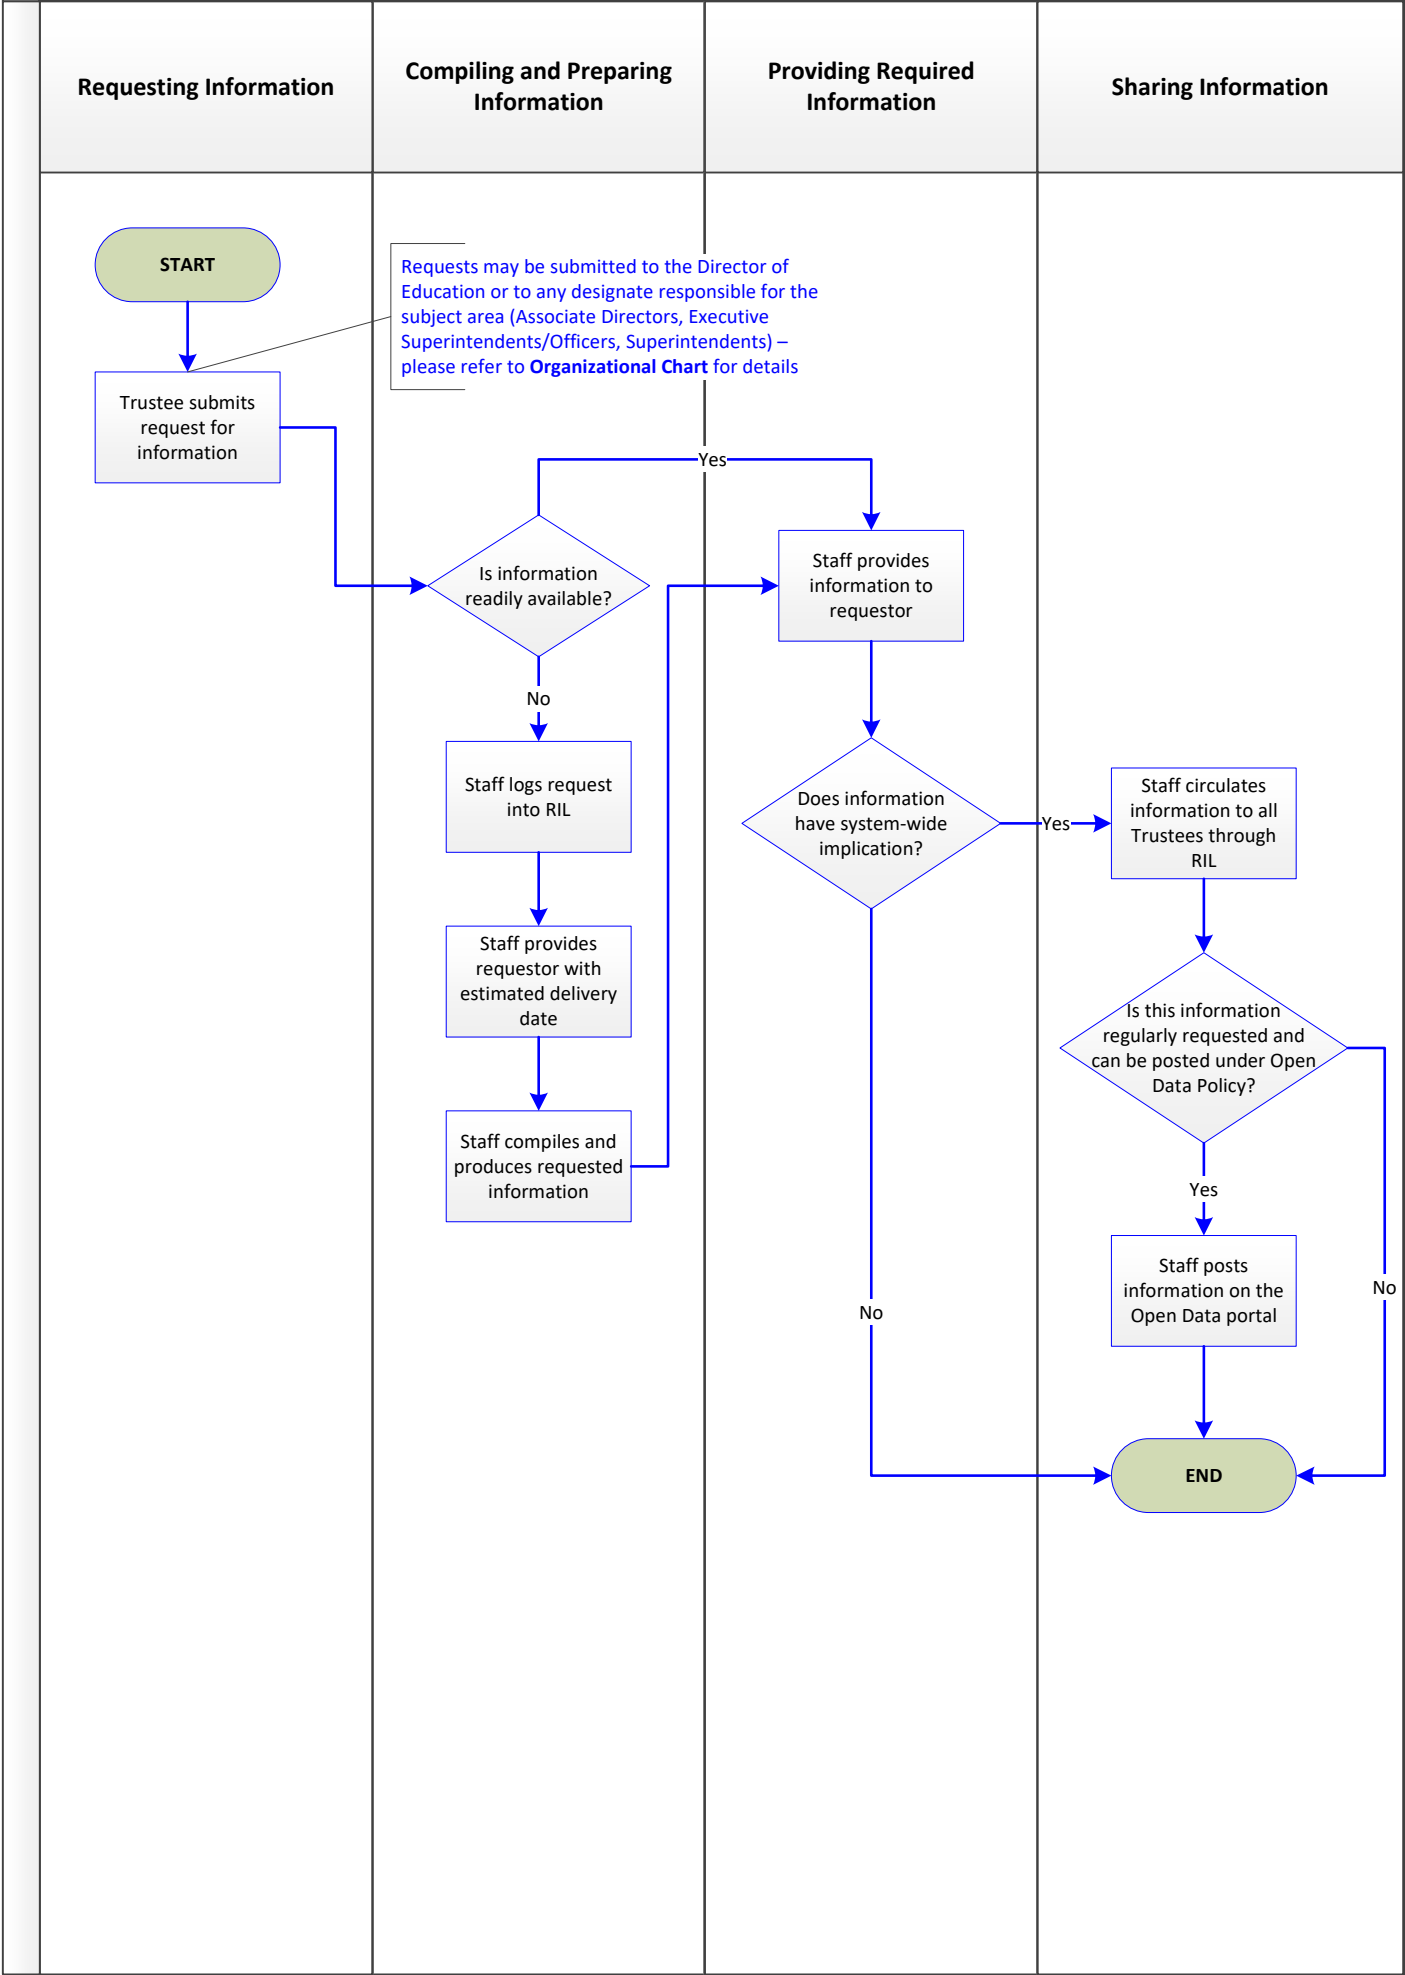 Requesting Information
Compiling and Preparing
Information
Providing Required
Information
Sharing Information
START
Requests may be submitted to the Director of
Education or to any designate responsible for the
subject area (Associate Directors, Executive
Superintendents/Officers, Superintendents) –
please refer to Organizational Chart for details
Trustee submits
request for
information
Yes
Is information
readily available?
Staff provides
information to
requestor
No
Staff logs request
into RIL
Does information
have system-wide
implication?
Yes
Staff circulates
information to all
Trustees through
RIL
Staff provides
requestor with
estimated delivery
date
Is this information
regularly requested and
can be posted under Open
Data Policy?
Staff compiles and
produces requested
information
Yes
Staff posts
information on the
Open Data portal
No
No
END